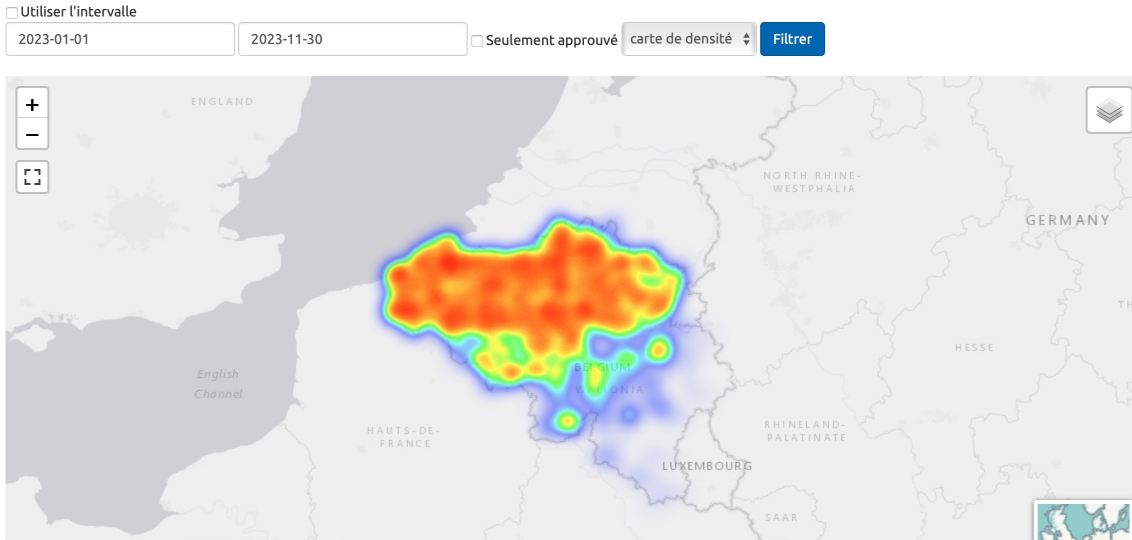 Utiliser l'intervalle
2023-01-01 2023-11-30 Seulement approuvé carte de densité Filtrer
+
−
ENGLAND
NORTH RHINE-
WESTPHALIA
GERMANY
HESSE
English
Channel
BELGIUM
WALLONIA
HAUTS-DE-
FRANCE
RHINELAND-
PALATINATE
LUXEMBOURG
SAAR